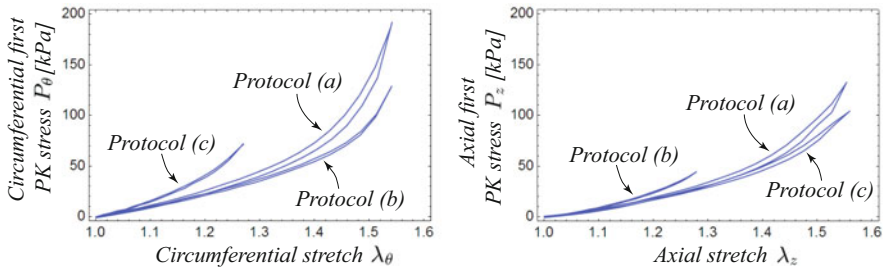 Circumferential first
PK stress P_θ [kPa]
200
150
100
50
0
Protocol (a)
Protocol (c)
Protocol (b)
1.0 1.1 1.2 1.3 1.4 1.5 1.6
Circumferential stretch λ_θ
Axial first
PK stress P_z [kPa]
200
150
100
50
0
Protocol (a)
Protocol (b)
Protocol (c)
1.0 1.1 1.2 1.3 1.4 1.5 1.6
Axial stretch λ_z